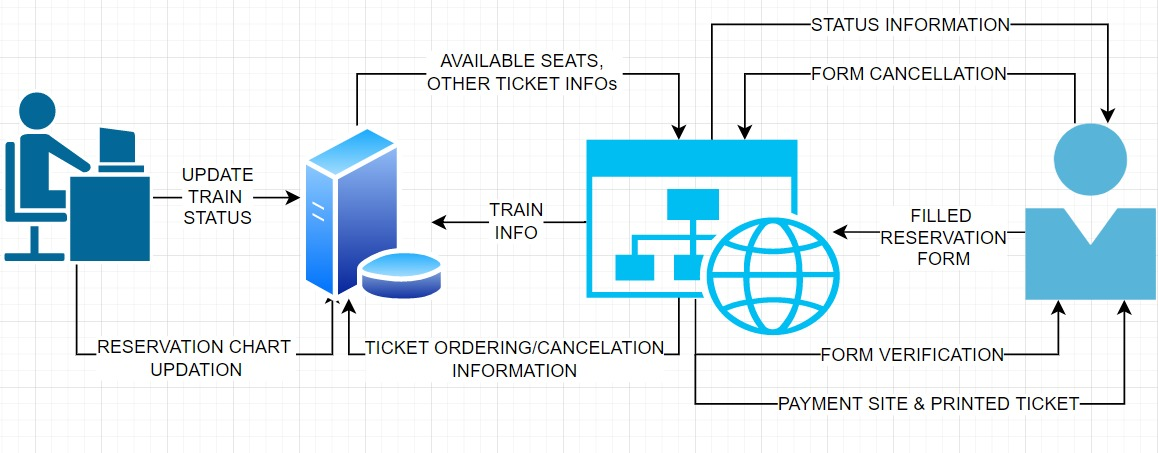 STATUS INFORMATION
AVAILABLE SEATS,
OTHER TICKET INFOs
FORM CANCELLATION
UPDATE
TRAIN
STATUS
TRAIN
INFO
FILLED
RESERVATION
FORM
RESERVATION CHART
UPDATION
TICKET ORDERING/CANCELATION
INFORMATION
FORM VERIFICATION
PAYMENT SITE & PRINTED TICKET